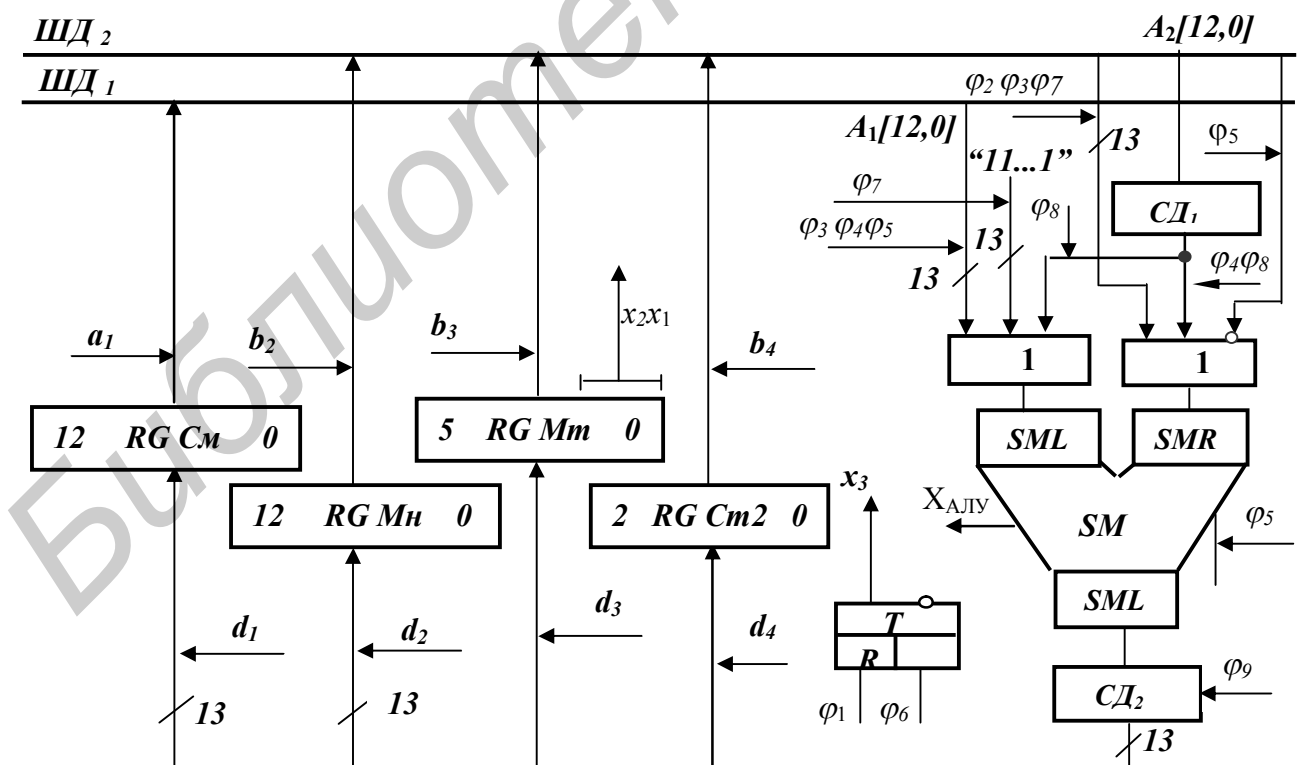 ШД 2
A2[12,0]
ШД 1
φ2 φ3φ7
A1[12,0]
13
φ5
“11...1”
φ7
СД1
φ8
φ3 φ4φ5
13
13
φ4φ8
x2x1
a1
b2
b3
b4
1
1
12 RG См 0
5 RG Мт 0
SML
SMR
12 RG Мн 0
2 RG Ст2 0
x3
XАЛУ
SM
φ5
SML
d1
d2
d3
d4
T
R
φ9
СД2
13
13
φ1
φ6
13
Библиоте